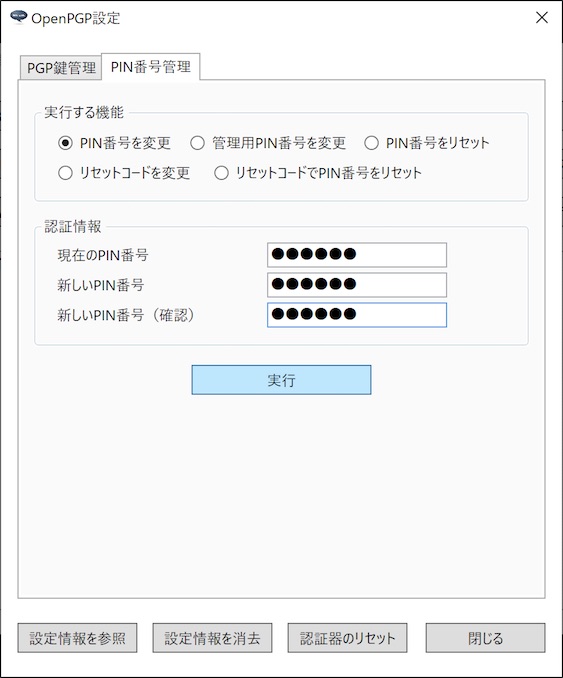 OpenPGP設定
PGP鍵管理 PIN番号管理
実行する機能
PIN番号を変更 管理用PIN番号を変更 PIN番号をリセット
リセットコードを変更 リセットコードでPIN番号をリセット
認証情報
現在のPIN番号 ●●●●●●
新しいPIN番号 ●●●●●●
新しいPIN番号（確認） ●●●●●●
実行
設定情報を参照 設定情報を消去 認証器のリセット 閉じる